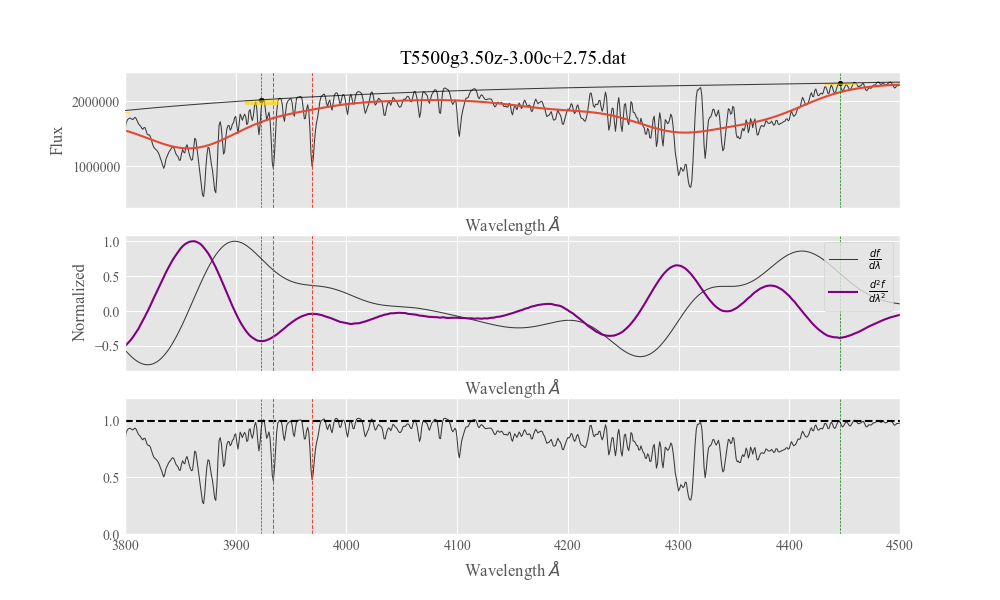 T5500g3.50z-3.00c+2.75.dat
Flux
2000000
1000000
Wavelength Å
Normalized
1.0
0.5
0.0
−0.5
df/dλ
d²f/dλ²
Wavelength Å
1.0
0.5
0.0
3800 3900 4000 4100 4200 4300 4400 4500
Wavelength Å